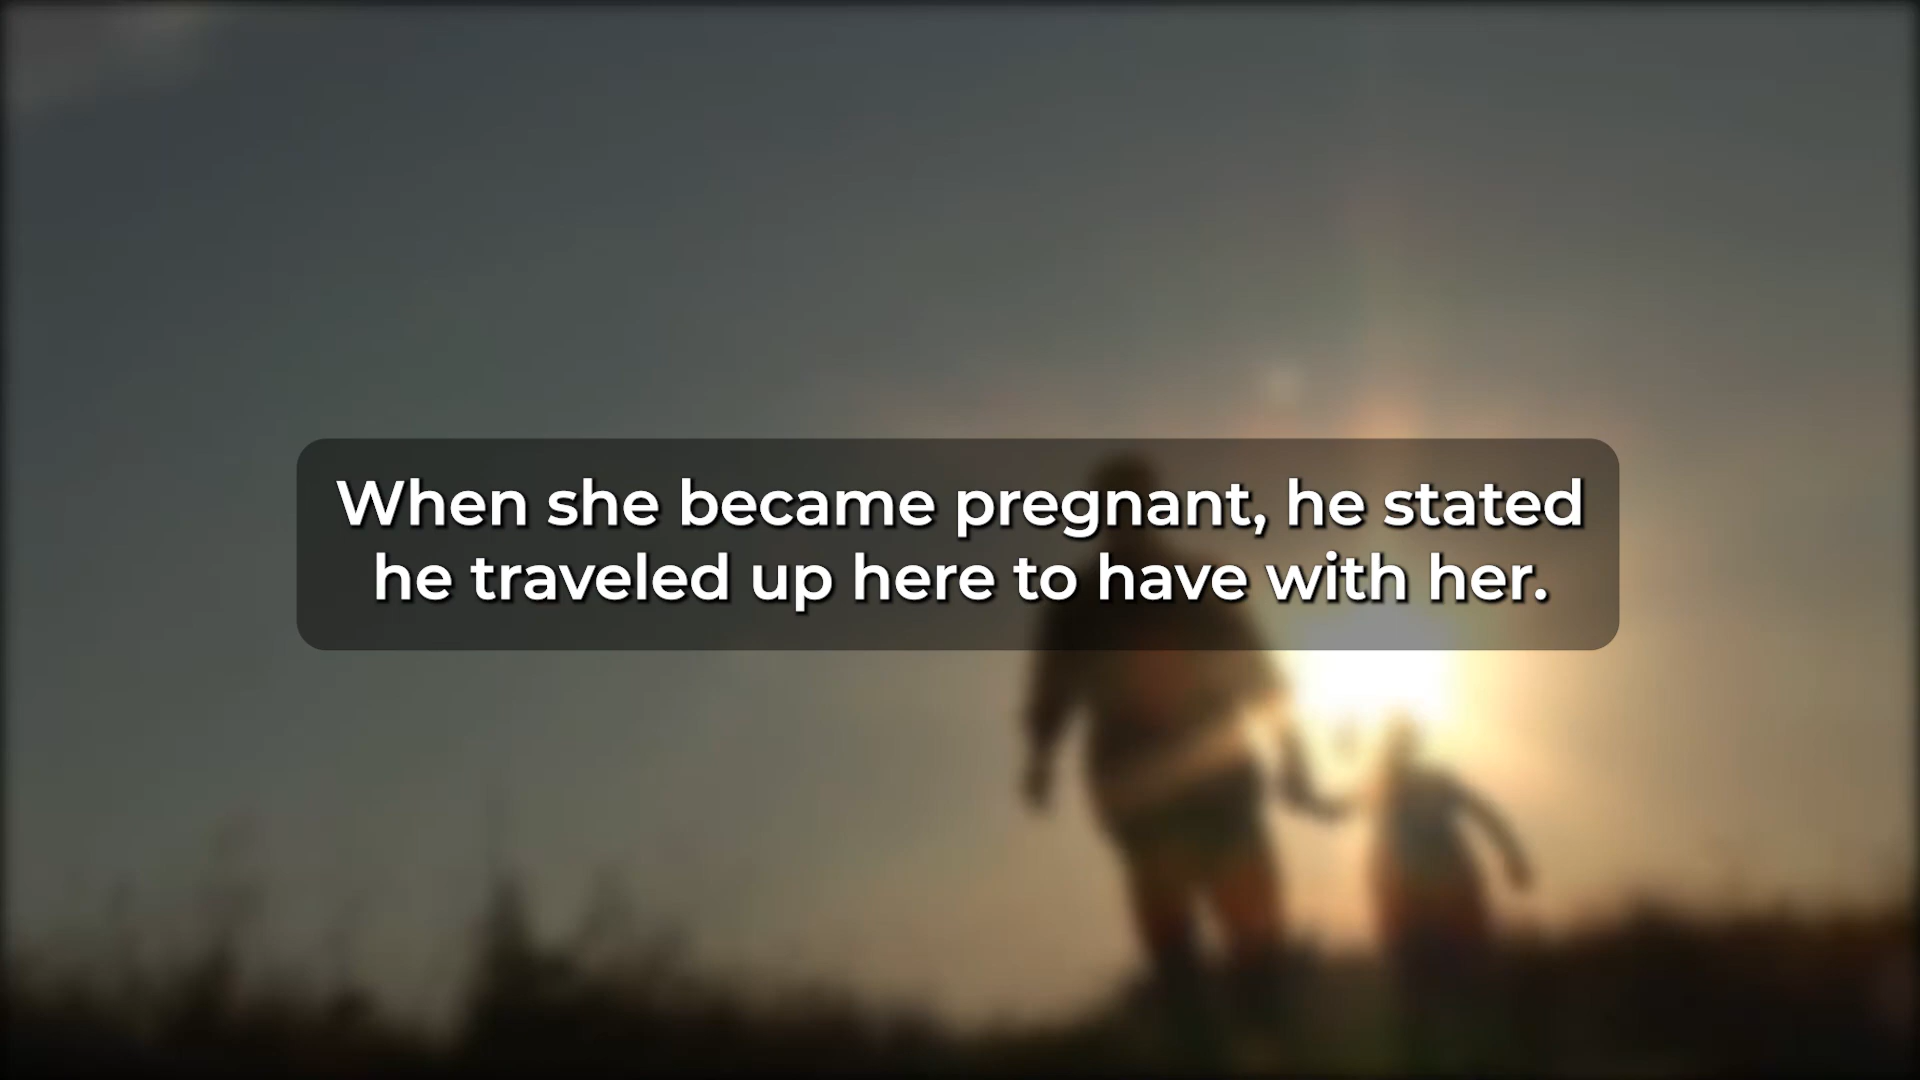 When she became pregnant, he stated
he traveled up here to have with her.